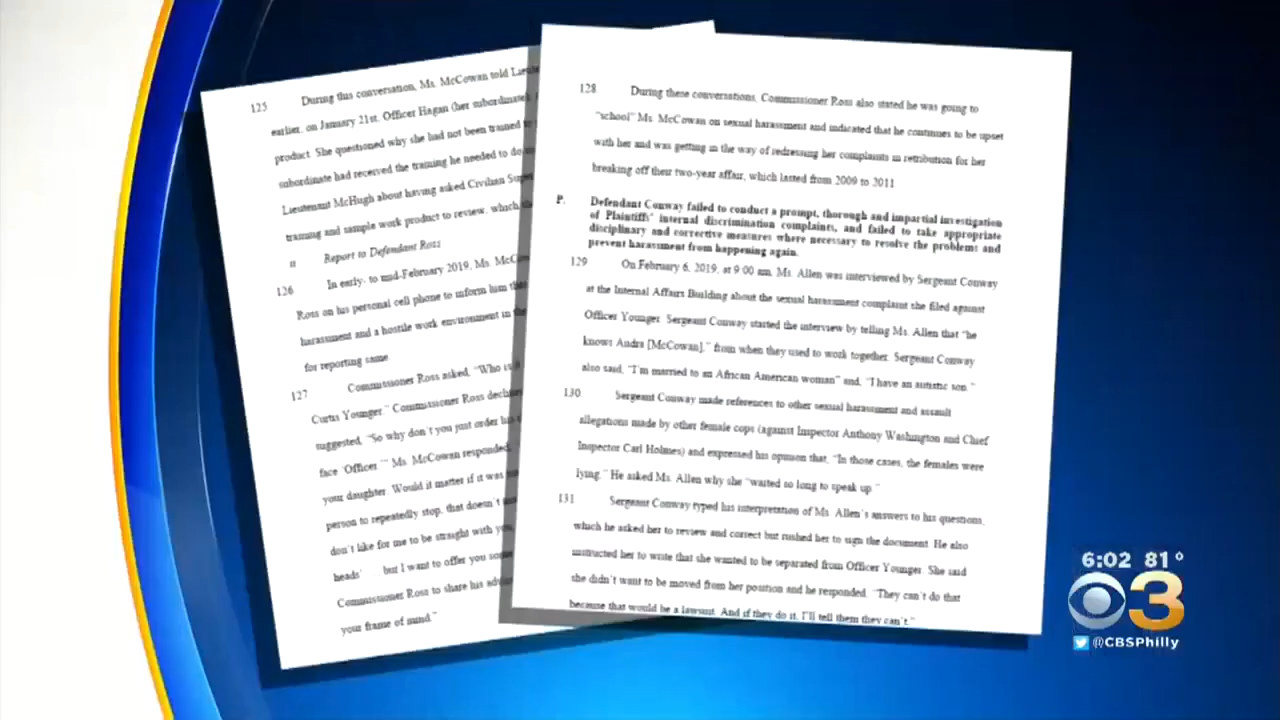 125 During this conversation, Ms. McCowan told
earlier, on January 21st, Officer Hagan (her subordinate)
product. She questioned why she had not been trained to
subordinate had received the training he needed to do
Lieutenant McHugh about having asked Civilian
training and sample work product to review, which
ii Report to Defendant Ross
126 In early- to mid-February 2019, Ms.
Ross on his personal cell phone to inform him
harassment and a hostile work environment in
for reporting same
127 Commissioner Ross asked, "Who is
Curtis Younger." Commissioner Ross
suggested, "So why don't you just order
face 'Officer.'" Ms. McCowan responded,
your daughter. Would it matter if it was
person to repeatedly stop, that doesn't
don't like for me to be straight with you,
heads' but I want to offer you
Commissioner Ross to share his
your frame of mind."
128. During these conversations, Commissioner Ross also stated he was going to
"school" Ms. McCowan on sexual harassment and indicated that he continues to be upset
with her and was getting in the way of redressing her complaints in retribution for her
breaking off their two-year affair, which lasted from 2009 to 2011
P. Defendant Conway failed to conduct a prompt, thorough and impartial investigation
of Plaintiffs' internal discrimination complaints, and failed to take appropriate
disciplinary and corrective measures where necessary to resolve the problems and
prevent harassment from happening again.
129 On February 6, 2019, at 9:00 am, Ms. Allen was interviewed by Sergeant Conway
at the Internal Affairs Building about the sexual harassment complaint she filed against
Officer Younger. Sergeant Conway started the interview by telling Ms. Allen that "he
knows Audra [McCowan]," from when they used to work together. Sergeant Conway
also said, "I'm married to an African American woman" and, "I have an autistic son."
130 Sergeant Conway made references to other sexual harassment and assault
allegations made by other female cops (against Inspector Anthony Washington and Chief
Inspector Carl Holmes) and expressed his opinion that, "In those cases, the females were
lying." He asked Ms. Allen why she "waited so long to speak up."
131 Sergeant Conway typed his interpretation of Ms. Allen's answers to his questions,
which he asked her to review and correct but rushed her to sign the document. He also
instructed her to write that she wanted to be separated from Officer Younger. She said
she didn't want to be moved from her position and he responded, "They can't do that
because that would be a lawsuit. And if they do it, I'll tell them they can't."
6:02 81°
3
@CBSPhilly